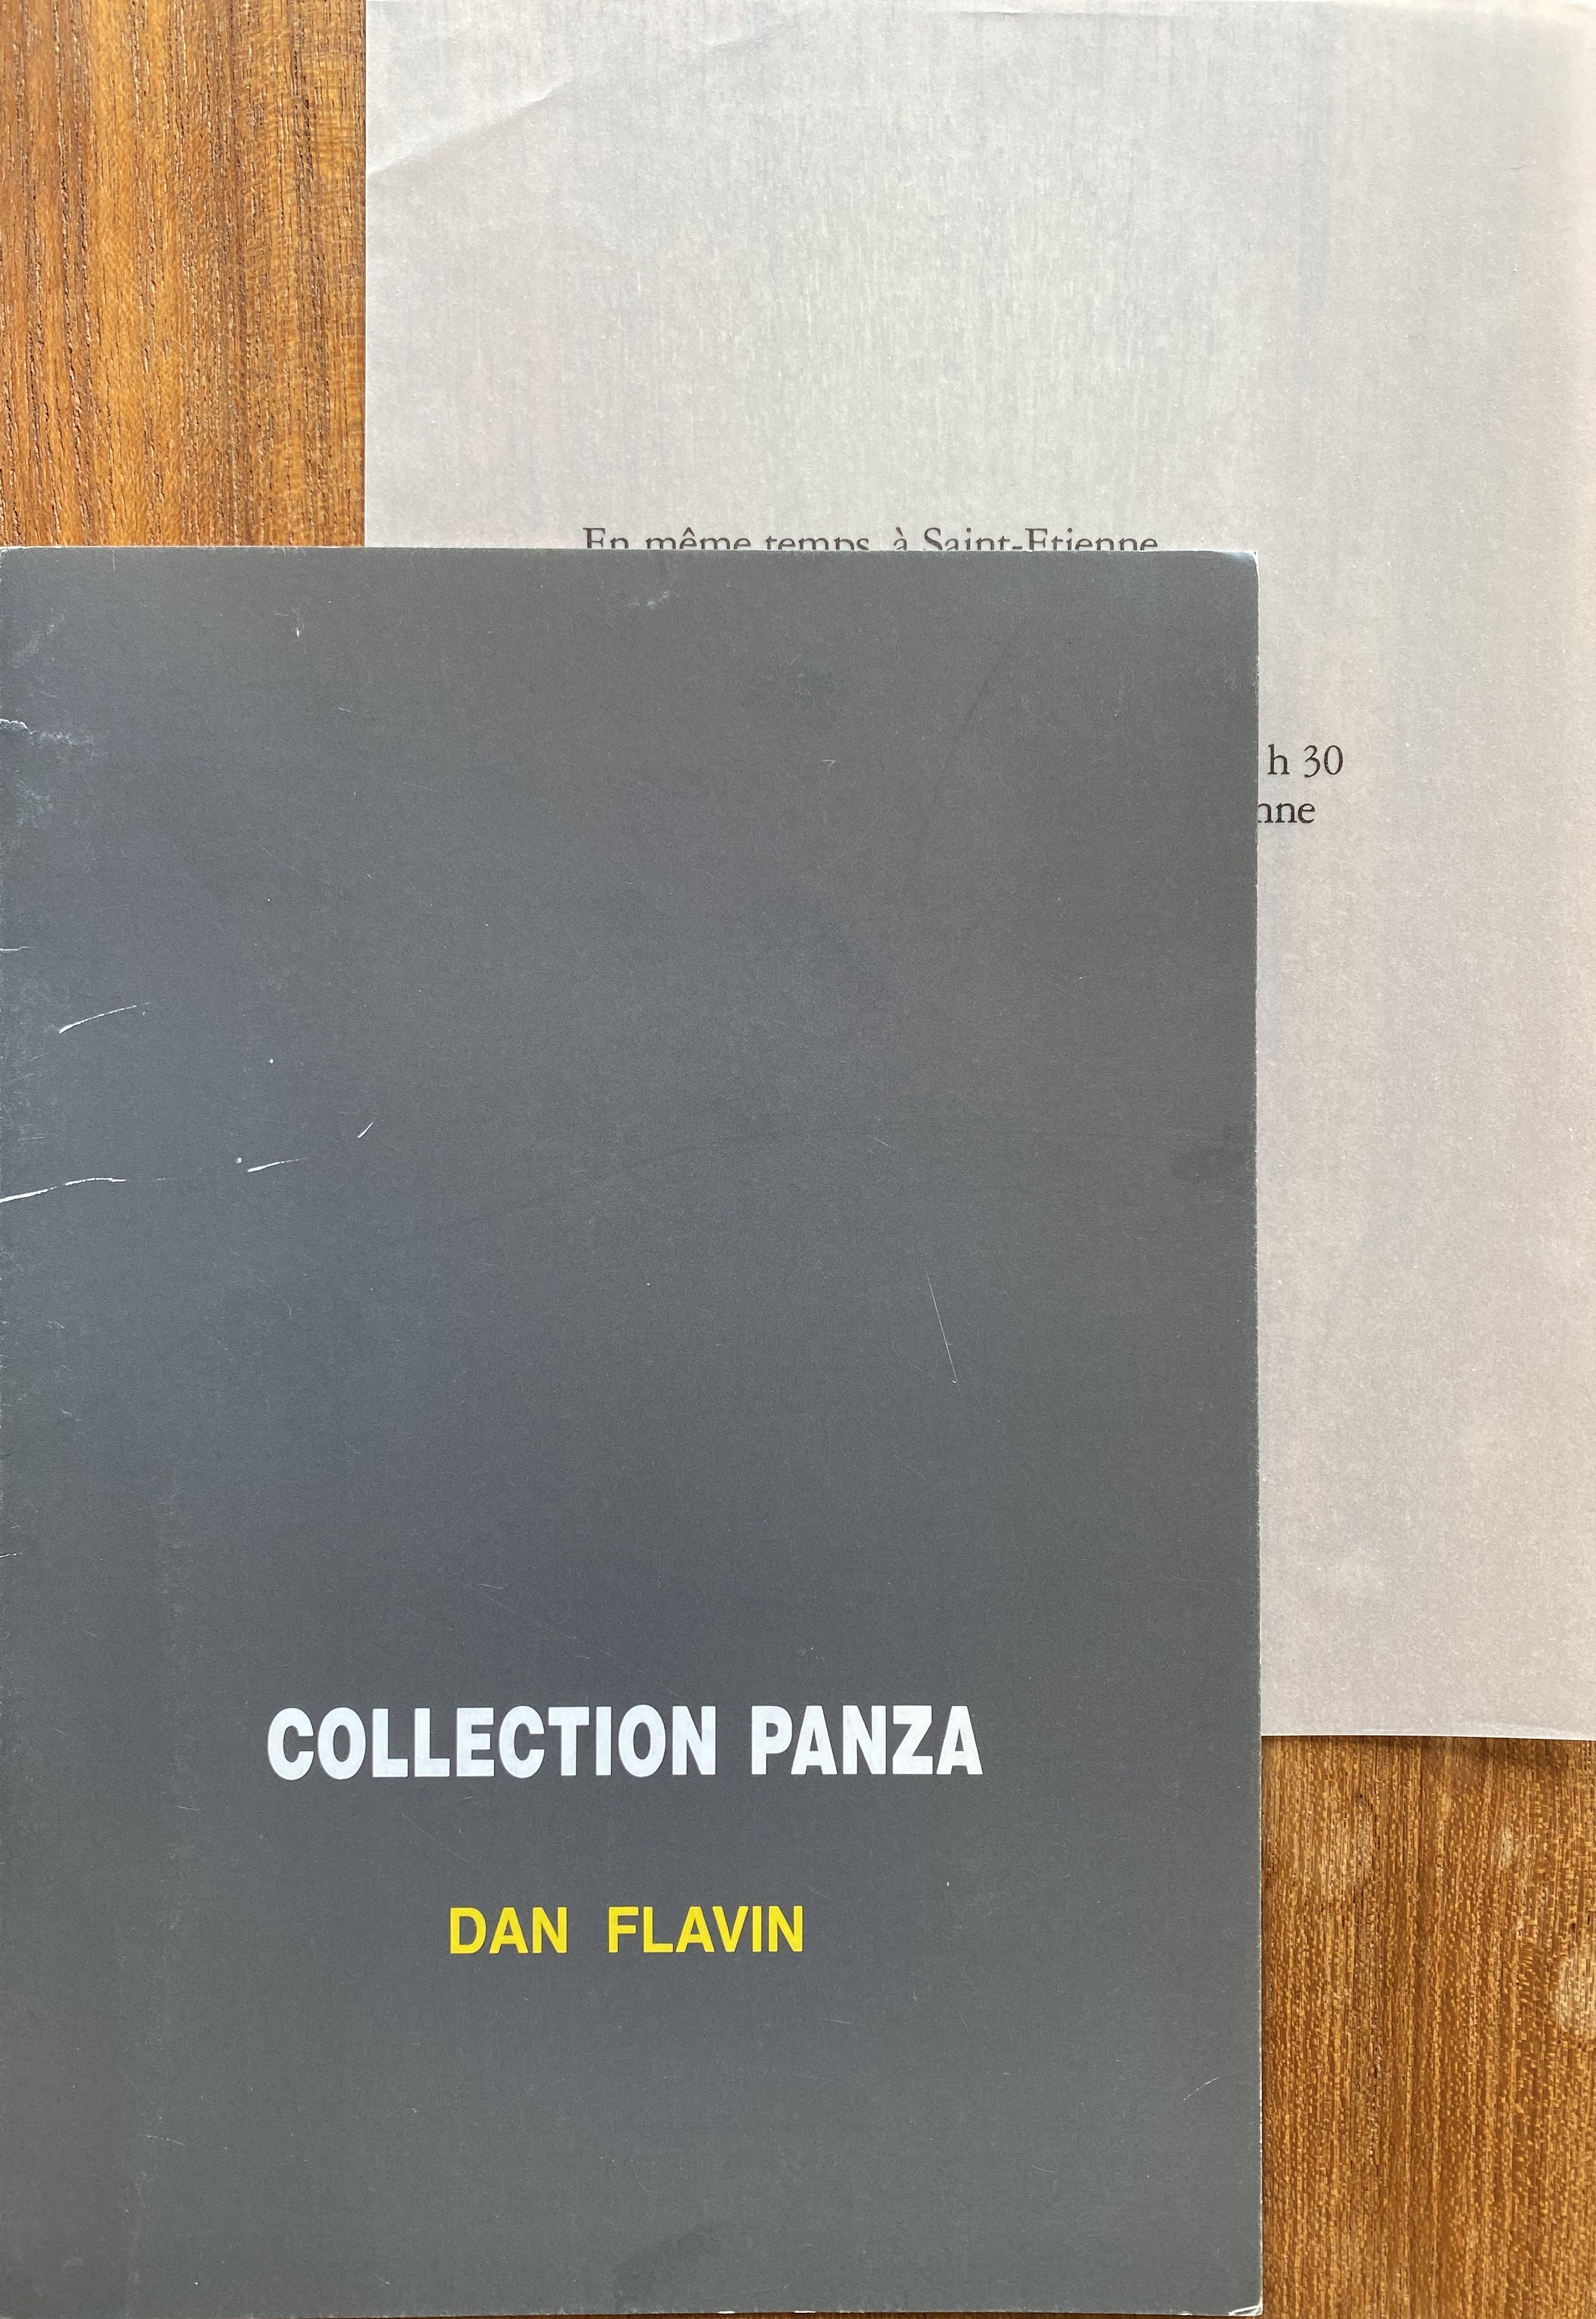 En même temps à Saint-Etienne
h 30
nne
COLLECTION PANZA
DAN FLAVIN